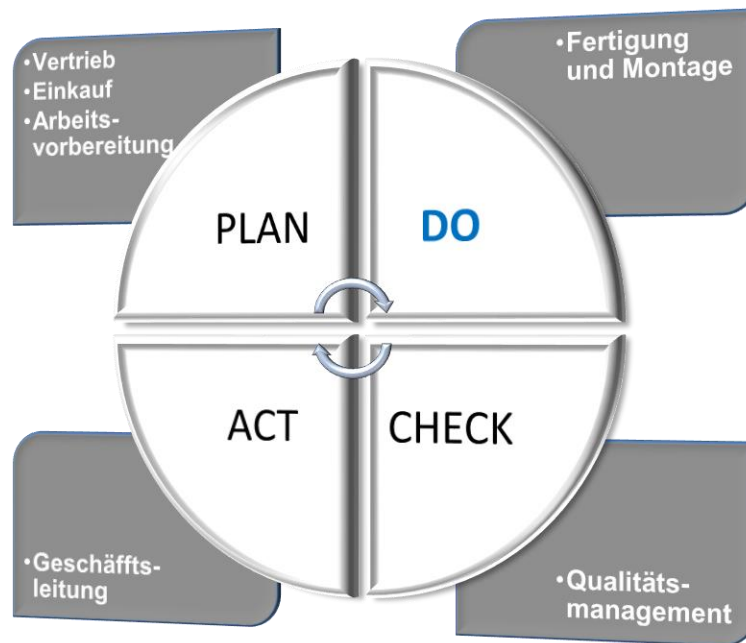 •Vertrieb
•Einkauf
•Arbeits-
vorbereitung
•Fertigung
und Montage
PLAN
DO
ACT
CHECK
•Geschäffts-
leitung
•Qualitäts-
management